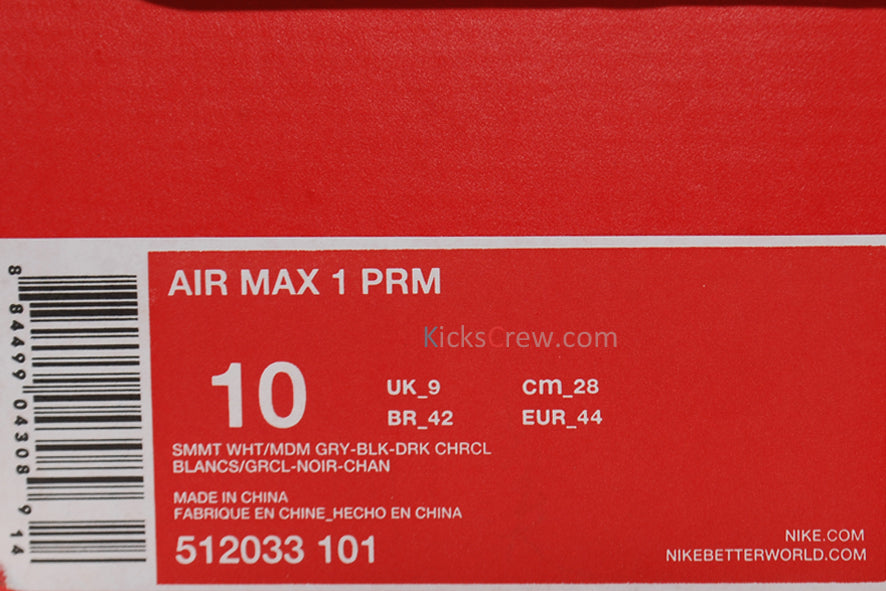 AIR MAX 1 PRM
KicksCrew.com
10
UK_9 cm_28
BR_42 EUR_44
SMMT WHT/MDM GRY-BLK-DRK CHRCL
BLANCS/GRCL-NOIR-CHAN
MADE IN CHINA
FABRIQUE EN CHINE_HECHO EN CHINA
512033 101
NIKE.COM
NIKEBETTERWORLD.COM
8 84499 04308 9 14